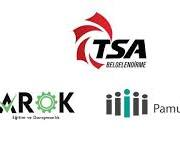 TSA
BELGELENDİRME
AROK
Eğitim ve Danışmanlık
Pamu